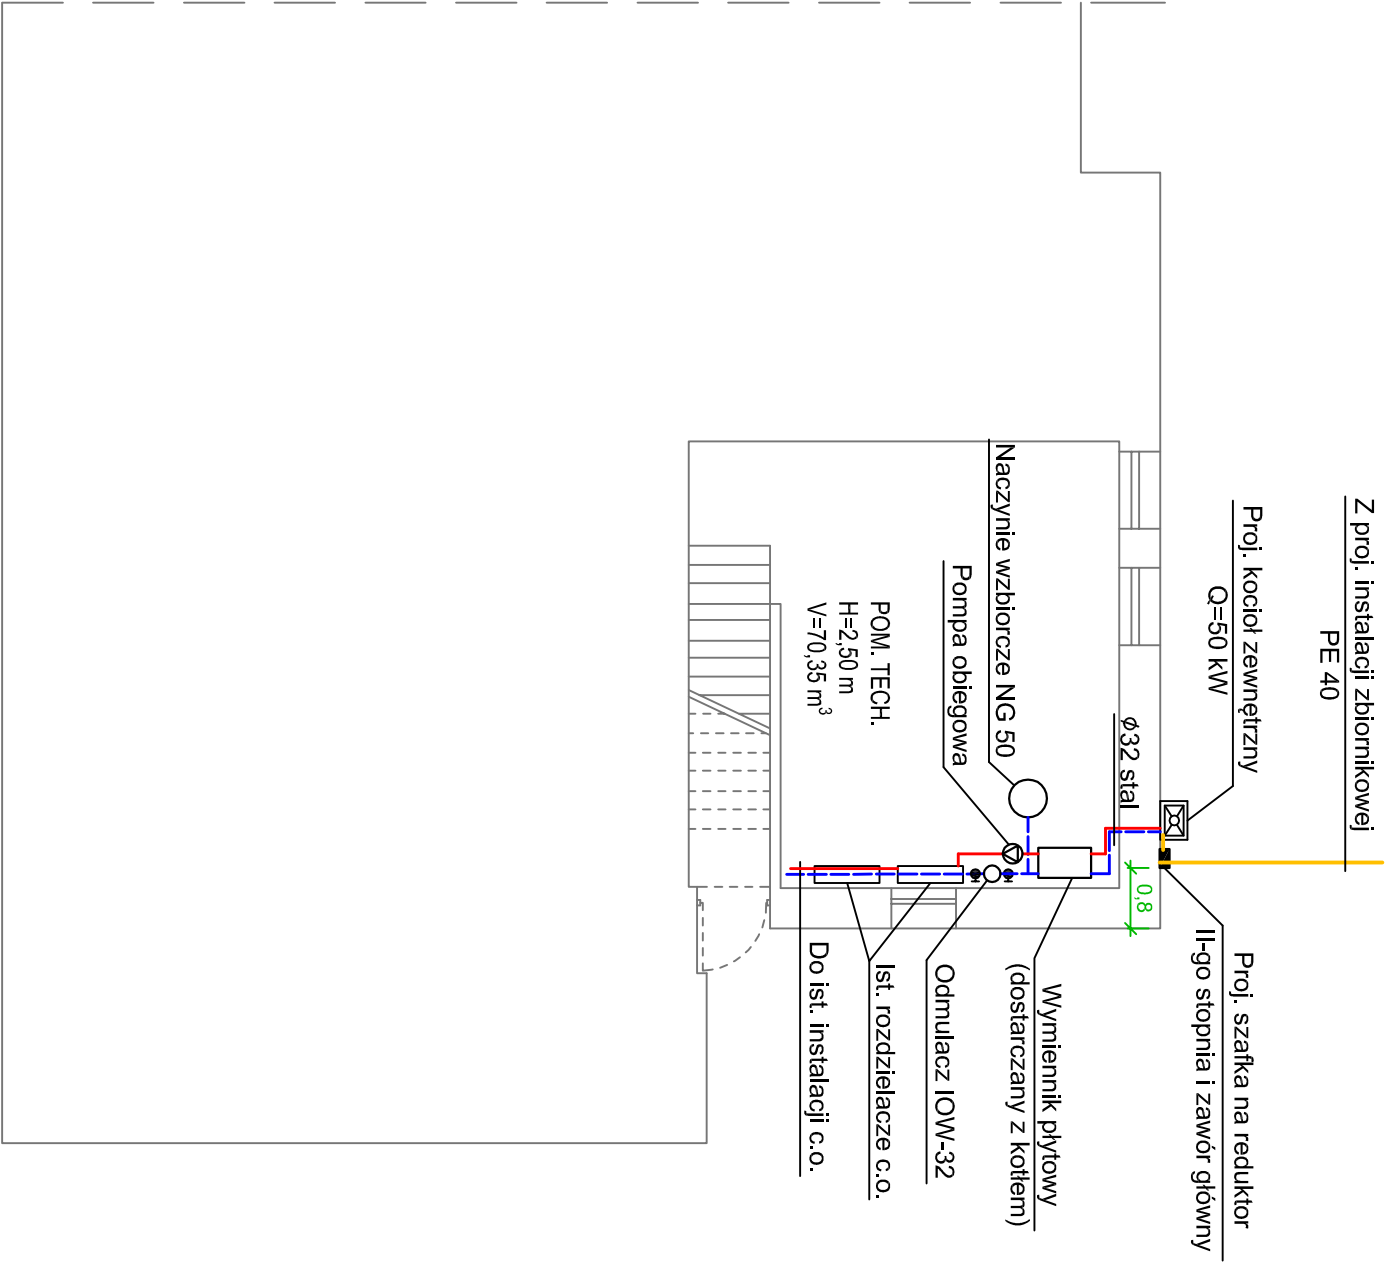 Z proj. instalacji zbiornikowej
PE 40
Proj. kocioł zewnętrzny
Q=50 kW
ø32 stal
Naczynie wzbiorcze NG 50
Pompa obiegowa
POM. TECH.
H=2,50 m
V=70,35 m³
0,8
Proj. szafka na reduktor
II-go stopnia i zawór główny
Wymiennik płytowy
(dostarczany z kotłem)
Odmulacz IOW-32
Ist. rozdzielacze c.o.
Do ist. instalacji c.o.